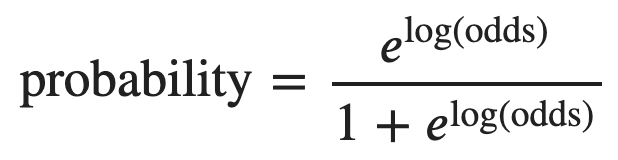 probability = e^log(odds) / 1 + e^log(odds)